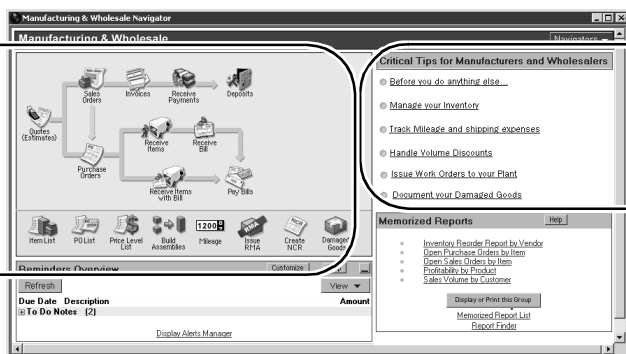 Manufacturing & Wholesale Navigator
Manufacturing & Wholesale
Navigators
Sales
Orders
Invoices
Receive
Payments
Deposits
Quotes
(Estimates)
Purchase
Orders
Receive
Items
Receive
Bill
Receive Items
with Bill
Pay Bills
Item List
PO List
Price Level
List
Build
Assemblies
1200
Mileage
Issue
RMA
NCR
Create
NCR
Damaged
Goods
Critical Tips for Manufacturers and Wholesalers
Before you do anything else...
Manage your Inventory
Track Mileage and shipping expenses
Handle Volume Discounts
Issue Work Orders to your Plant
Document your Damaged Goods
Memorized Reports
Help
Inventory Reorder Report by Vendor
Open Purchase Orders by Item
Open Sales Orders by Item
Profitability by Product
Sales Volume by Customer
Display or Print this Group
Memorized Report List
Report Finder
Reminders Overview
Customize
Refresh
View
Due Date Description Amount
To Do Notes (2)
Display Alerts Manager